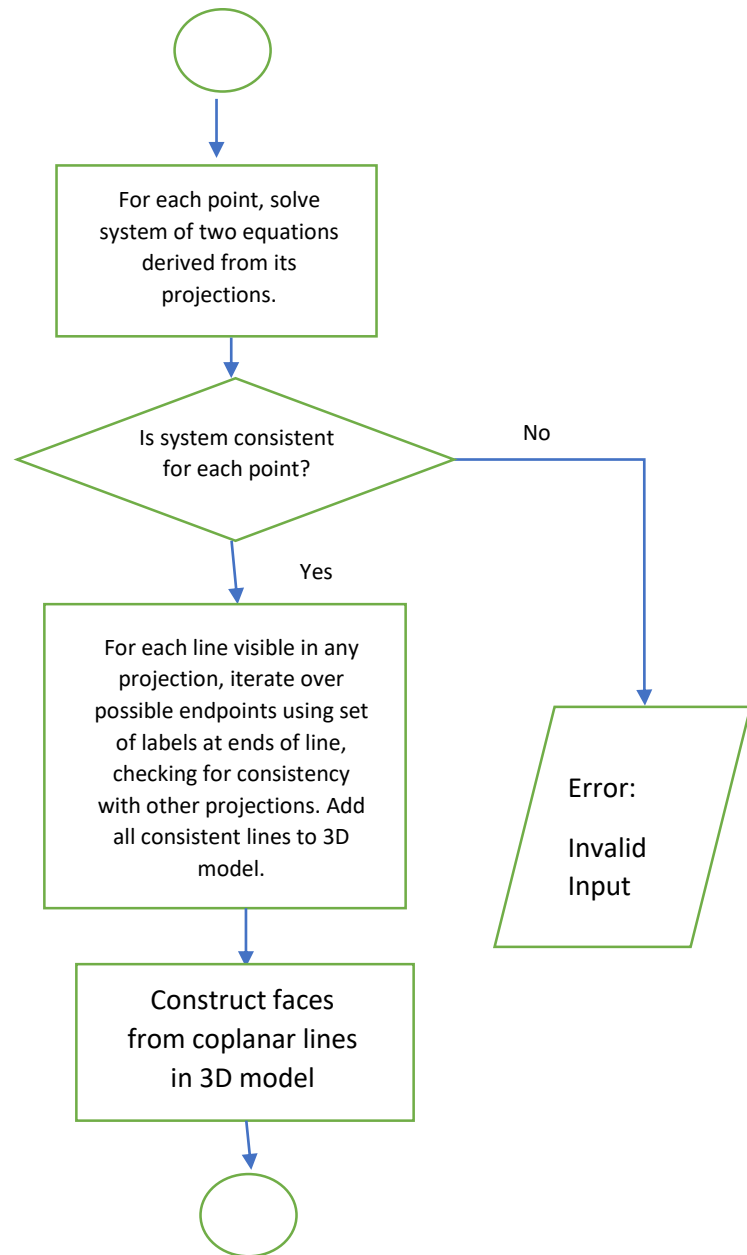 For each point, solve
system of two equations
derived from its
projections.
Is system consistent
for each point?
No
Yes
For each line visible in any
projection, iterate over
possible endpoints using set
of labels at ends of line,
checking for consistency
with other projections. Add
all consistent lines to 3D
model.
Error:
Invalid
Input
Construct faces
from coplanar lines
in 3D model